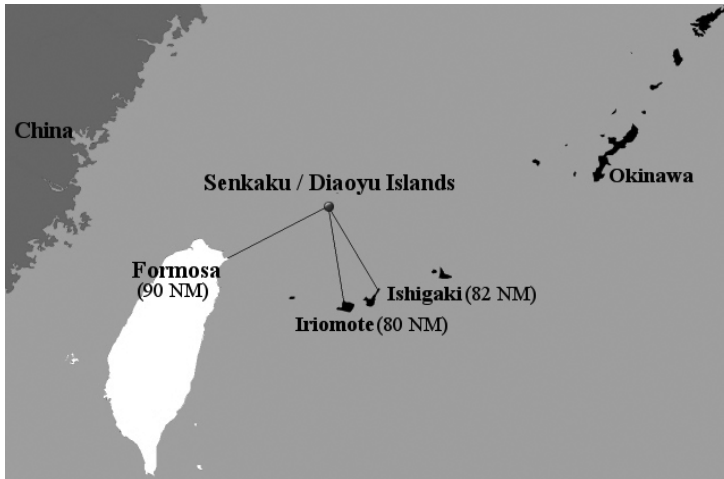 China
Senkaku / Diaoyu Islands
Okinawa
Formosa
(90 NM)
Ishigaki (82 NM)
Iriomote (80 NM)